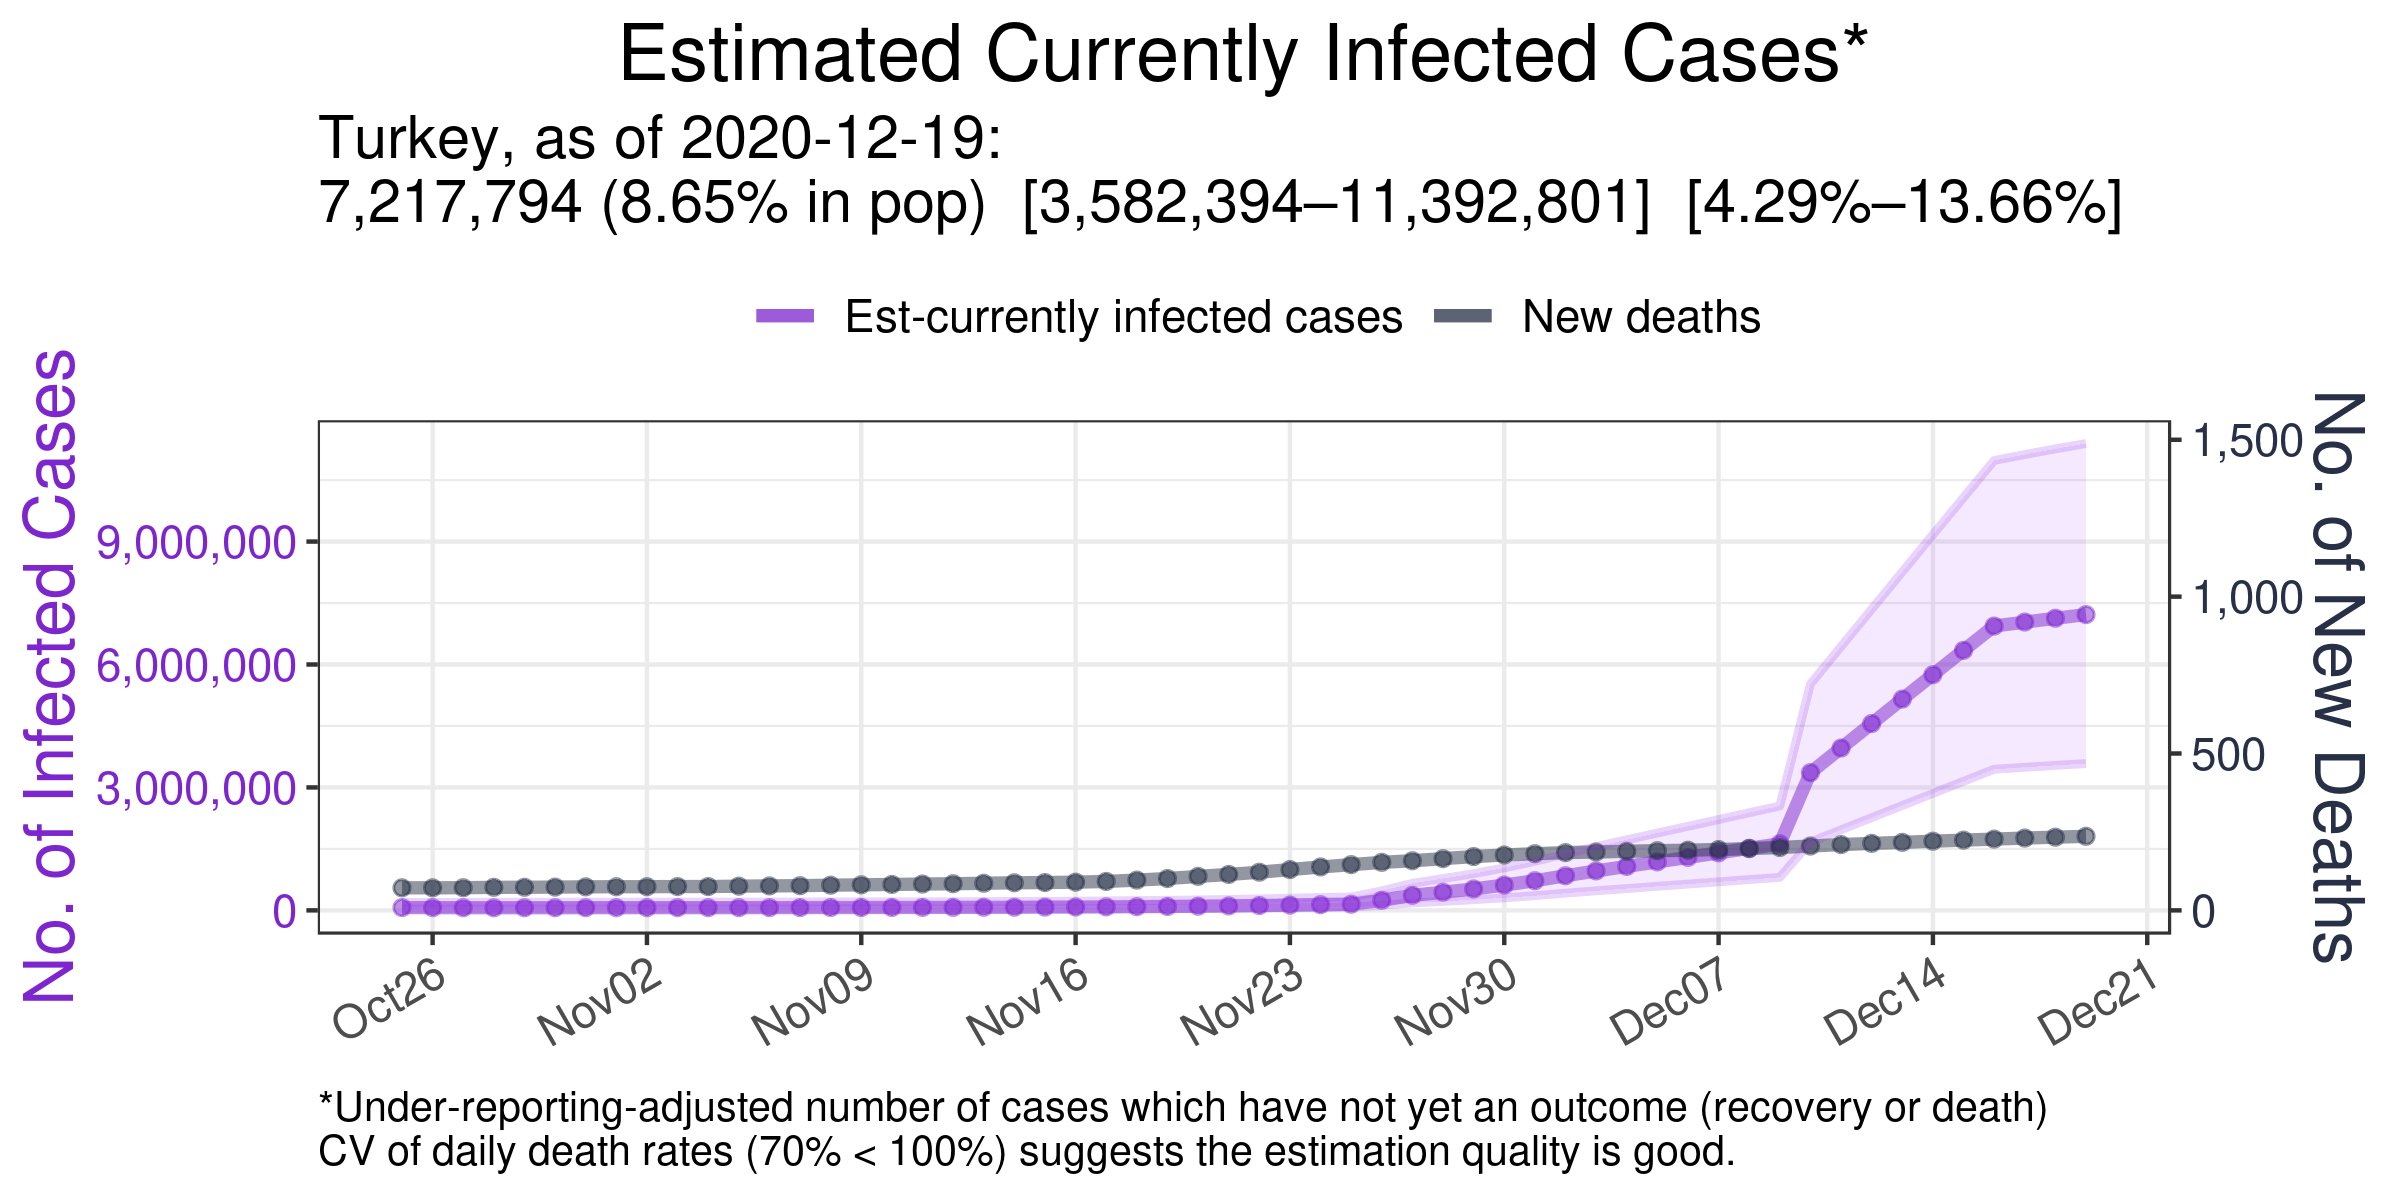 Estimated Currently Infected Cases*
Turkey, as of 2020-12-19:
7,217,794 (8.65% in pop) [3,582,394–11,392,801] [4.29%–13.66%]
Est-currently infected cases New deaths
No. of Infected Cases
9,000,000
6,000,000
3,000,000
0
1,500
1,000
500
0
No. of New Deaths
Oct26 Nov02 Nov09 Nov16 Nov23 Nov30 Dec07 Dec14 Dec21
*Under-reporting-adjusted number of cases which have not yet an outcome (recovery or death)
CV of daily death rates (70% < 100%) suggests the estimation quality is good.